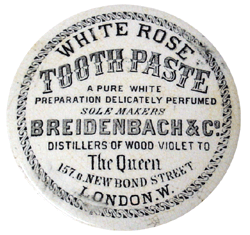 WHITE ROSE
TOOTH PASTE
A PURE WHITE
PREPARATION DELICATELY PERFUMED
SOLE MAKERS
BREIDENBACH & Co.
DISTILLERS OF WOOD VIOLET TO
The Queen
157.B. NEW BOND STREET
LONDON. W.